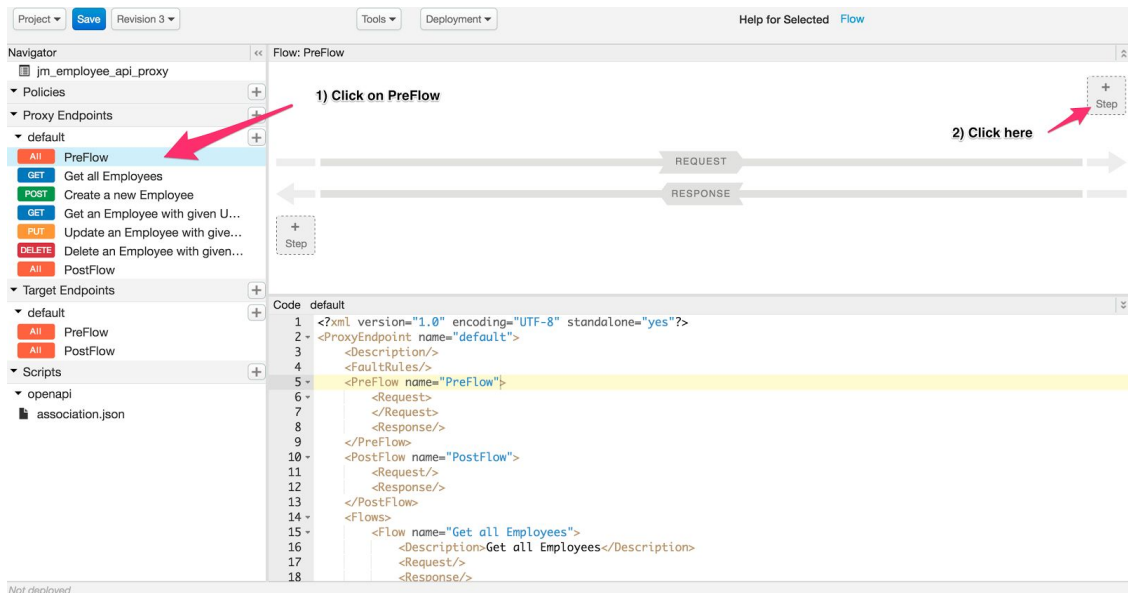 Project Save Revision 3 Tools Deployment Help for Selected Flow
Navigator
jm_employee_api_proxy
Policies
Proxy Endpoints
default
All PreFlow
GET Get all Employees
POST Create a new Employee
GET Get an Employee with given U...
PUT Update an Employee with give...
DELETE Delete an Employee with given...
All PostFlow
Target Endpoints
default
All PreFlow
All PostFlow
Scripts
openapi
association.json
Flow: PreFlow
1) Click on PreFlow
+
Step
2) Click here
REQUEST
RESPONSE
+
Step
Code default
1 <?xml version="1.0" encoding="UTF-8" standalone="yes"?>
2 <ProxyEndpoint name="default">
3 <Description/>
4 <FaultRules/>
5 <PreFlow name="PreFlow">
6 <Request>
7 </Request>
8 <Response/>
9 </PreFlow>
10 <PostFlow name="PostFlow">
11 <Request/>
12 <Response/>
13 </PostFlow>
14 <Flows>
15 <Flow name="Get all Employees">
16 <Description>Get all Employees</Description>
17 <Request/>
18 <Response/>
Not deployed